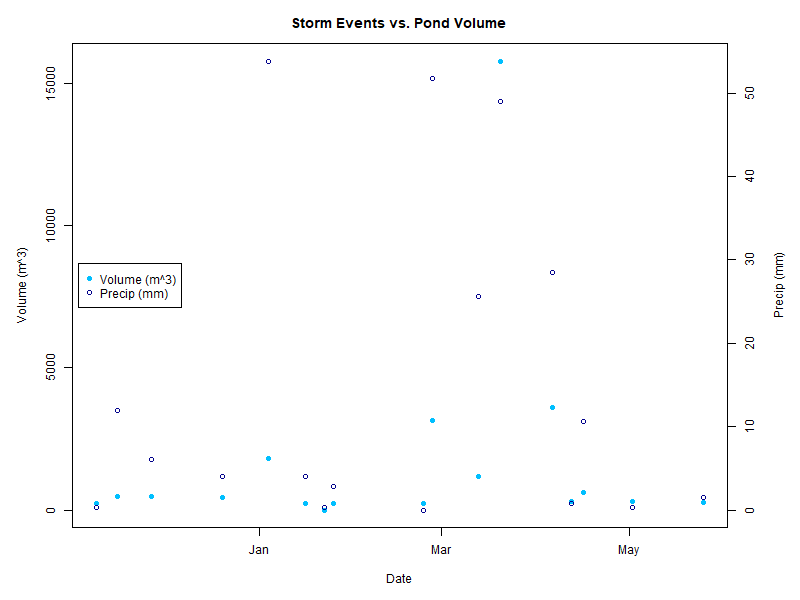 Storm Events vs. Pond Volume
Volume (m^3)
15000
10000
5000
0
Volume (m^3)
Precip (mm)
50
40
30
20
10
0
Precip (mm)
Jan
Mar
May
Date